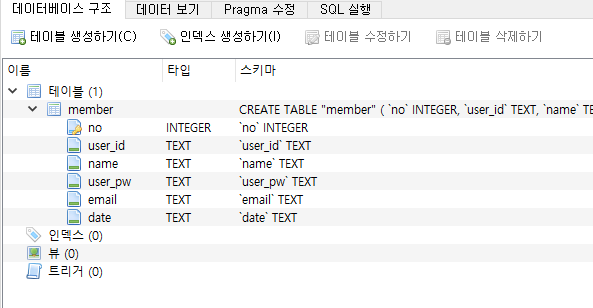 데이터베이스 구조 데이터 보기 Pragma 수정 SQL 실행
테이블 생성하기(C) 인덱스 생성하기(I) 테이블 수정하기 테이블 삭제하기
이름 타입 스키마
테이블 (1)
member CREATE TABLE "member" ( `no` INTEGER, `user_id` TEXT, `name` TE
no INTEGER `no` INTEGER
user_id TEXT `user_id` TEXT
name TEXT `name` TEXT
user_pw TEXT `user_pw` TEXT
email TEXT `email` TEXT
date TEXT `date` TEXT
인덱스 (0)
뷰 (0)
트리거 (0)